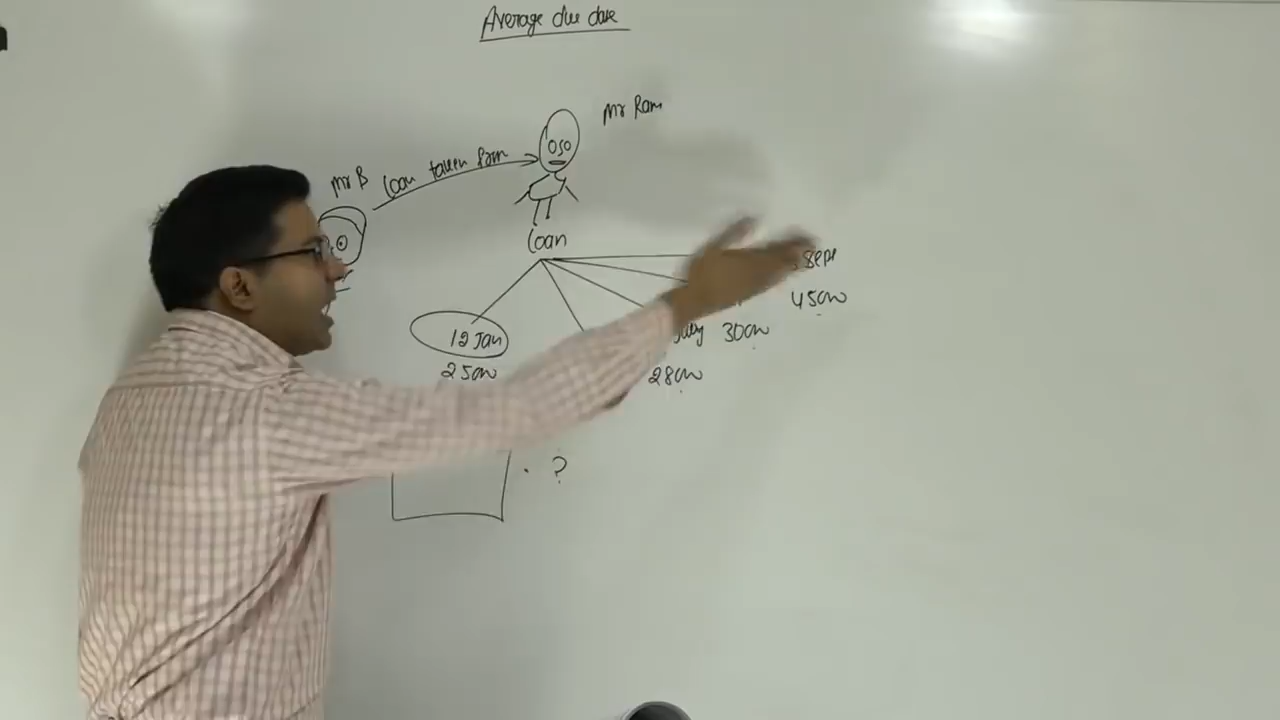 Average due date
Mr Ram
Mr B
Loan taken from
Loan
Sept
4500
12 Jan
July
3000
2500
2800
?